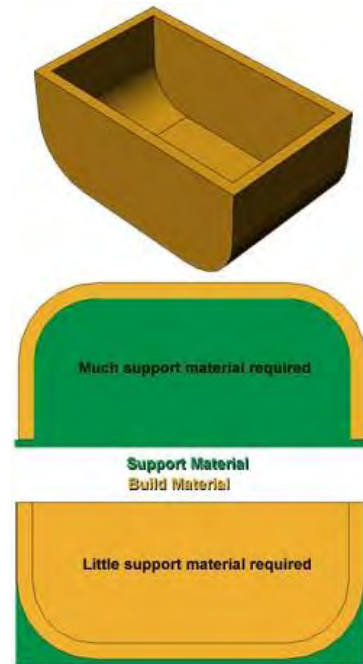 Much support material required
Support Material
Build Material
Little support material required